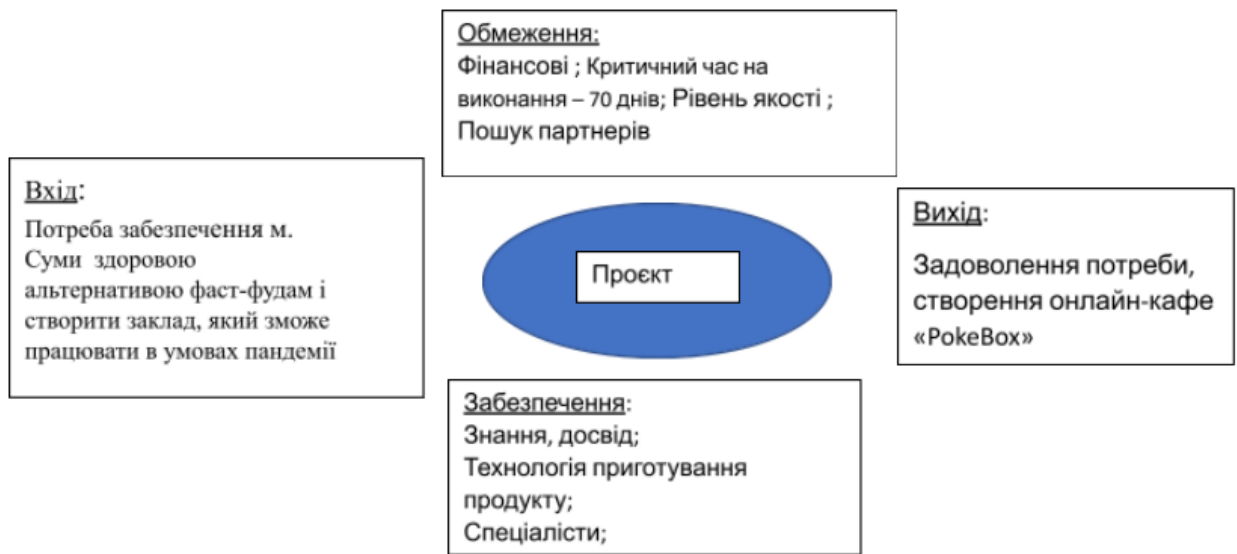 Обмеження:
Фінансові ; Критичний час на
виконання – 70 днів; Рівень якості ;
Пошук партнерів
Вхід:
Потреба забезпечення м.
Суми здоровою
альтернативою фаст-фудам і
створити заклад, який зможе
працювати в умовах пандемії
Проєкт
Вихід:
Задоволення потреби,
створення онлайн-кафе
«PokeBox»
Забезпечення:
Знання, досвід;
Технологія приготування
продукту;
Спеціалісти;